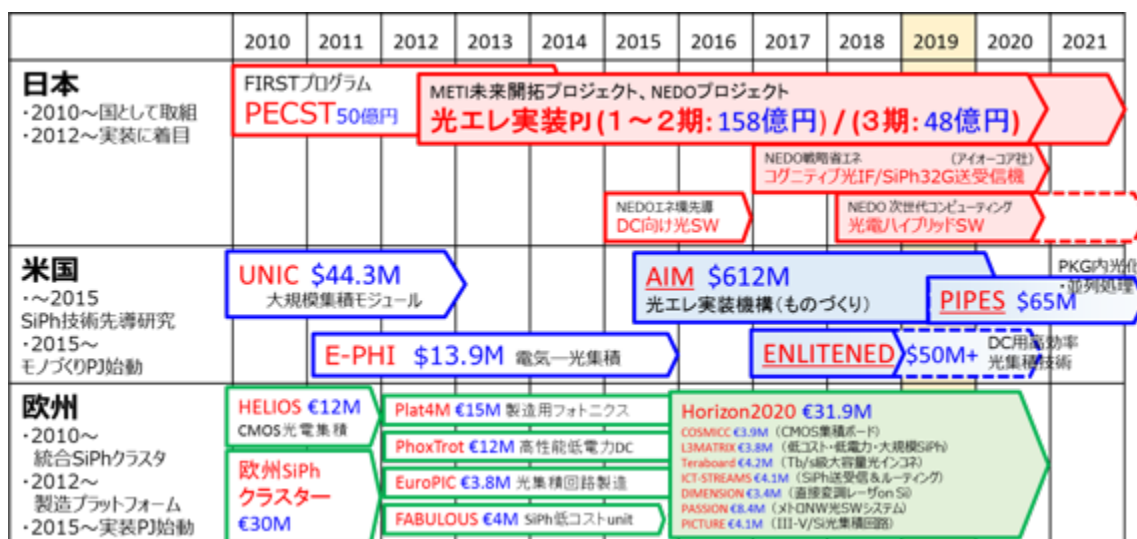 2010 2011 2012 2013 2014 2015 2016 2017 2018 2019 2020 2021
日本
・2010～国として取組
・2012～実装に着目
FIRSTプログラム
PECST50億円
METI未来開拓プロジェクト、NEDOプロジェクト
光エレ実装PJ(１～２期:158億円)/(３期:48億円)
NEDO戦略省エネ (アイオーコア社)
コグニティブ光IF/SiPh32G送受信機
NEDOエネ環先導
DC向け光SW
NEDO 次世代コンピューティング
光電ハイブリッドSW
米国
・～2015
SiPh技術先導研究
・2015～
モノづくりPJ始動
UNIC $44.3M
大規模集積モジュール
AIM $612M
光エレ実装機構(ものづくり)
PKG内光化
・並列処理
PIPES $65M
E-PHI $13.9M 電気―光集積
ENLITENED $50M+
DC用高効率
光集積技術
欧州
・2010～
統合SiPhクラスタ
・2012～
製造プラットフォーム
・2015～実装PJ始動
HELIOS €12M
CMOS光電集積
欧州SiPh
クラスター
€30M
Plat4M €15M 製造用フォトニクス
PhoxTrot €12M 高性能低電力DC
EuroPIC €3.8M 光集積回路製造
FABULOUS €4M SiPh低コストunit
Horizon2020 €31.9M
COSMICC €3.9M (CMOS集積ボード)
L3MATRIX €3.8M (低コスト・低電力・大規模SiPh)
Teraboard €4.2M (Tb/s級大容量光インコネ)
ICT-STREAMS €4.1M (SiPh送受信&ルーティング)
DIMENSION €3.4M (直接変調レーザon Si)
PASSION €8.4M (メトロNW光SWシステム)
PICTURE €4.1M (III-V/Si光集積回路)